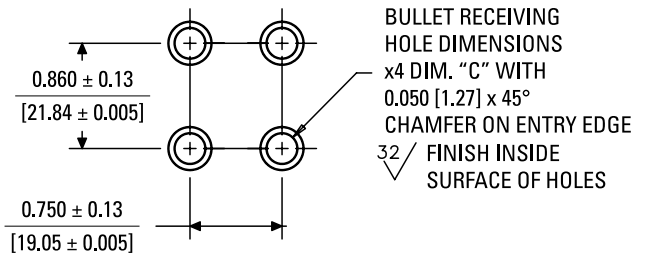 BULLET RECEIVING
HOLE DIMENSIONS
x4 DIM. “C” WITH
0.050 [1.27] x 45°
CHAMFER ON ENTRY EDGE
32/ FINISH INSIDE
SURFACE OF HOLES
0.860 ± 0.13
[21.84 ± 0.005]
0.750 ± 0.13
[19.05 ± 0.005]